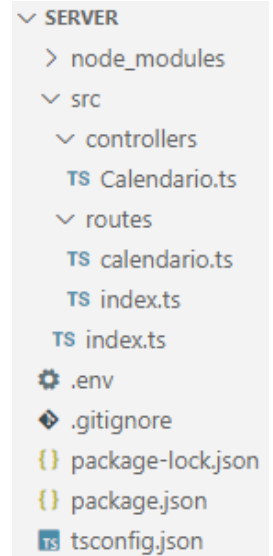 SERVER
node_modules
src
controllers
TS Calendario.ts
routes
TS calendario.ts
TS index.ts
TS index.ts
.env
.gitignore
{} package-lock.json
{} package.json
TS tsconfig.json